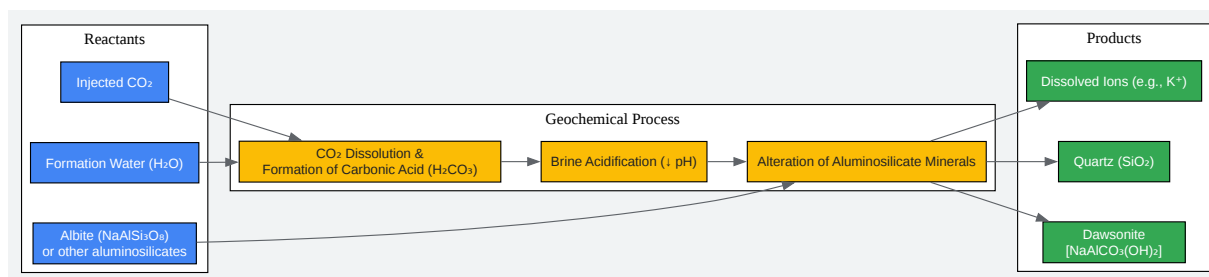 Reactants
Injected CO₂
Formation Water (H₂O)
Albite (NaAlSi₃O₈)
or other aluminosilicates
Geochemical Process
CO₂ Dissolution &
Formation of Carbonic Acid (H₂CO₃)
Brine Acidification (↓ pH)
Alteration of Aluminosilicate Minerals
Products
Dissolved Ions (e.g., K⁺)
Quartz (SiO₂)
Dawsonite
[NaAlCO₃(OH)₂]